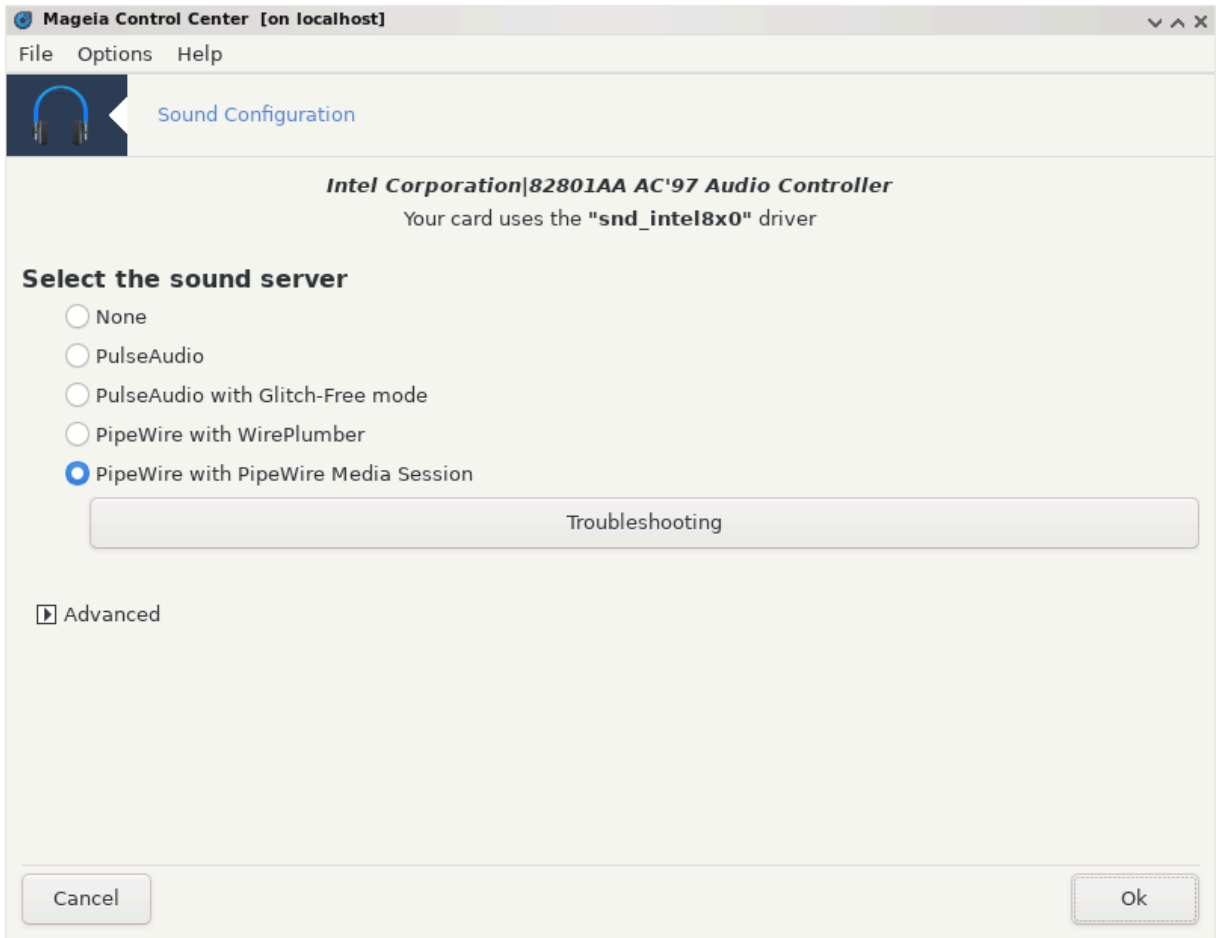 Mageia Control Center [on localhost]
File Options Help
Sound Configuration
Intel Corporation|82801AA AC'97 Audio Controller
Your card uses the "snd_intel8x0" driver
Select the sound server
None
PulseAudio
PulseAudio with Glitch-Free mode
PipeWire with WirePlumber
PipeWire with PipeWire Media Session
Troubleshooting
Advanced
Cancel Ok